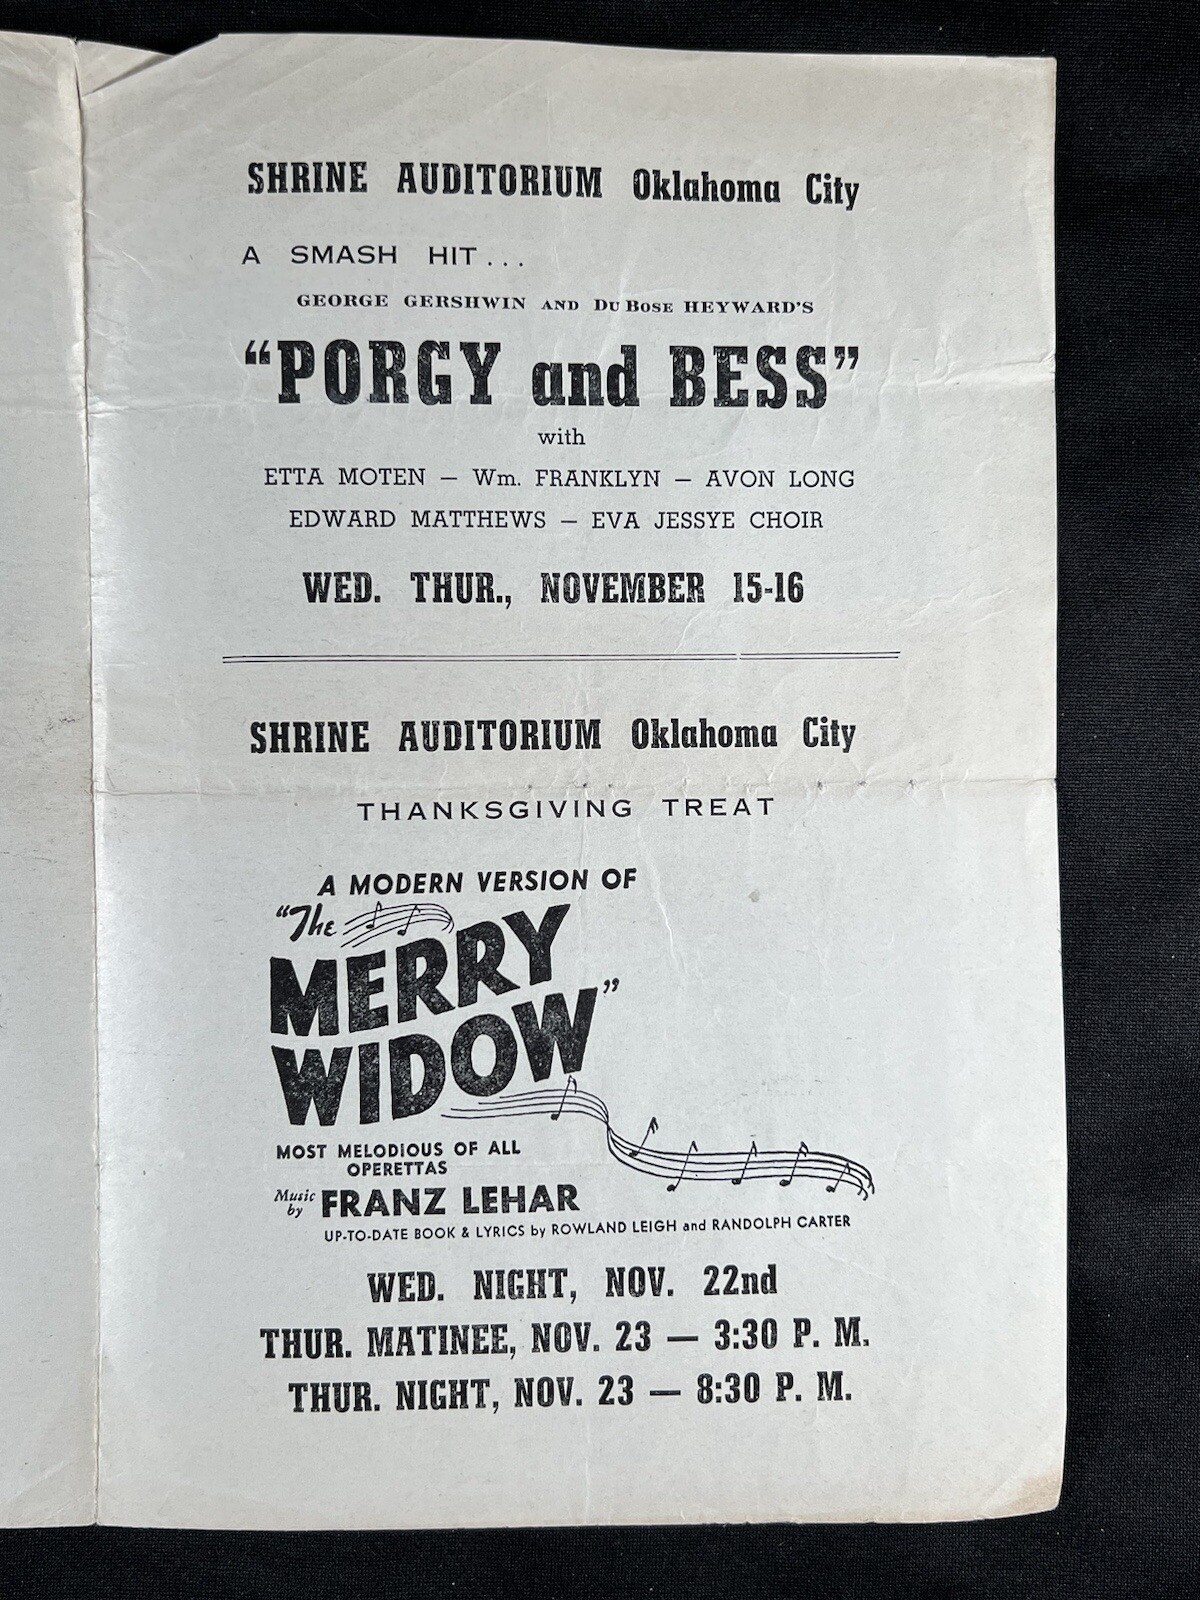 SHRINE AUDITORIUM Oklahoma City
A SMASH HIT...
GEORGE GERSHWIN AND DU BOSE HEYWARD'S
"PORGY and BESS"
with
ETTA MOTEN — Wm. FRANKLYN — AVON LONG
EDWARD MATTHEWS — EVA JESSYE CHOIR
WED. THUR., NOVEMBER 15-16
SHRINE AUDITORIUM Oklahoma City
THANKSGIVING TREAT
A MODERN VERSION OF
"The
MERRY
WIDOW"
MOST MELODIOUS OF ALL
OPERETTAS
Music by FRANZ LEHAR
UP-TO-DATE BOOK & LYRICS by ROWLAND LEIGH and RANDOLPH CARTER
WED. NIGHT, NOV. 22nd
THUR. MATINEE, NOV. 23 — 3:30 P. M.
THUR. NIGHT, NOV. 23 — 8:30 P. M.